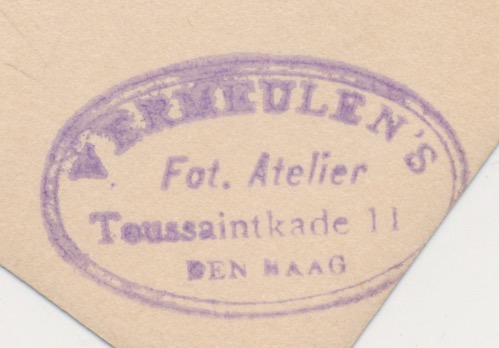 VERMEULEN'S
Fot. Atelier
Toussaintkade 11
DEN HAAG